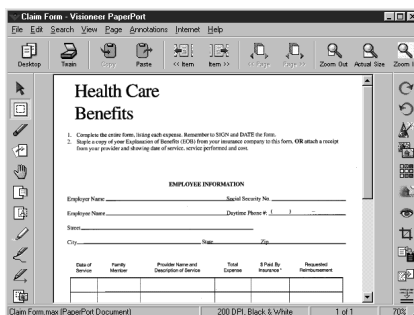 Claim Form - Visioneer PaperPort
File Edit Search View Page Annotations Internet Help
Desktop Train Copy Paste << Item Item >> << Page Page >> Zoom Out Actual Size Zoom
Health Care
Benefits
1. Complete the entire form, listing each expense. Remember to SIGN and DATE the form.
2. Staple a copy of your Explanation of Benefits (EOB) from your insurance company to this form, OR attach a receipt
from your provider and showing date of service, service performed and cost.
EMPLOYEE INFORMATION
Employer Name Social Security No.
Employee Name Daytime Phone #: ( ) -
Street
City State Zip
Date of Service Family Member Provider Name and Description of Service Total Expense $ Paid By Insurance * Requested Reimbursement
Claim Form.max (PaperPort Document) 200 DPI, Black & White 1 of 1 70%